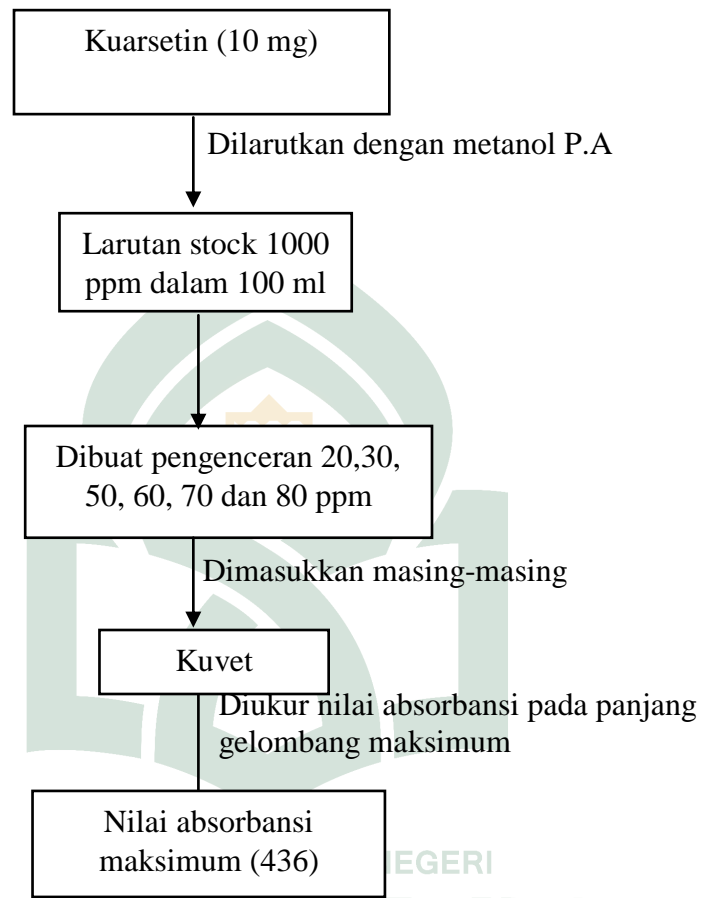 Kuarsetin (10 mg)
Dilarutkan dengan metanol P.A
Larutan stock 1000
ppm dalam 100 ml
Dibuat pengenceran 20,30,
50, 60, 70 dan 80 ppm
Dimasukkan masing-masing
Kuvet
Diukur nilai absorbansi pada panjang
gelombang maksimum
Nilai absorbansi
maksimum (436)